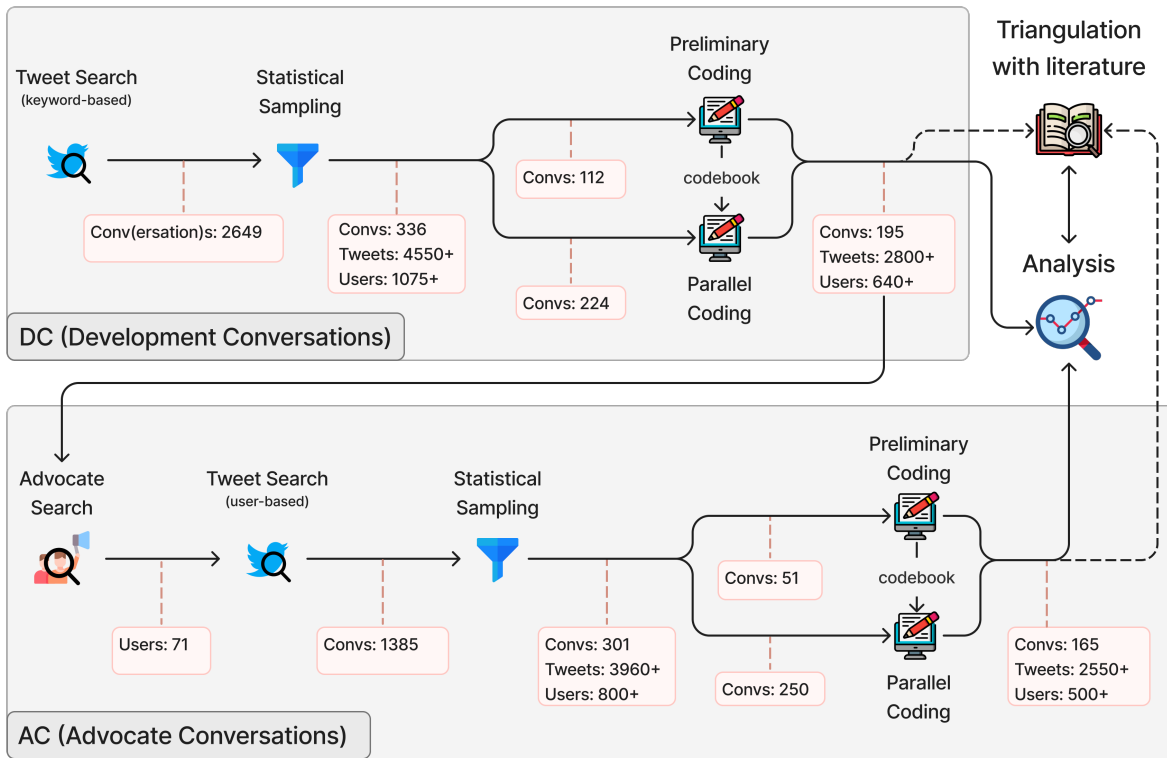 Triangulation
with literature
Preliminary
Coding
Tweet Search
(keyword-based)
Statistical
Sampling
Convs: 112
codebook
Conv(ersation)s: 2649
Convs: 336
Tweets: 4550+
Users: 1075+
Convs: 195
Tweets: 2800+
Users: 640+
Convs: 224
Parallel
Coding
Analysis
DC (Development Conversations)
Advocate
Search
Tweet Search
(user-based)
Statistical
Sampling
Preliminary
Coding
Convs: 51
codebook
Users: 71
Convs: 1385
Convs: 301
Tweets: 3960+
Users: 800+
Convs: 250
Parallel
Coding
Convs: 165
Tweets: 2550+
Users: 500+
AC (Advocate Conversations)